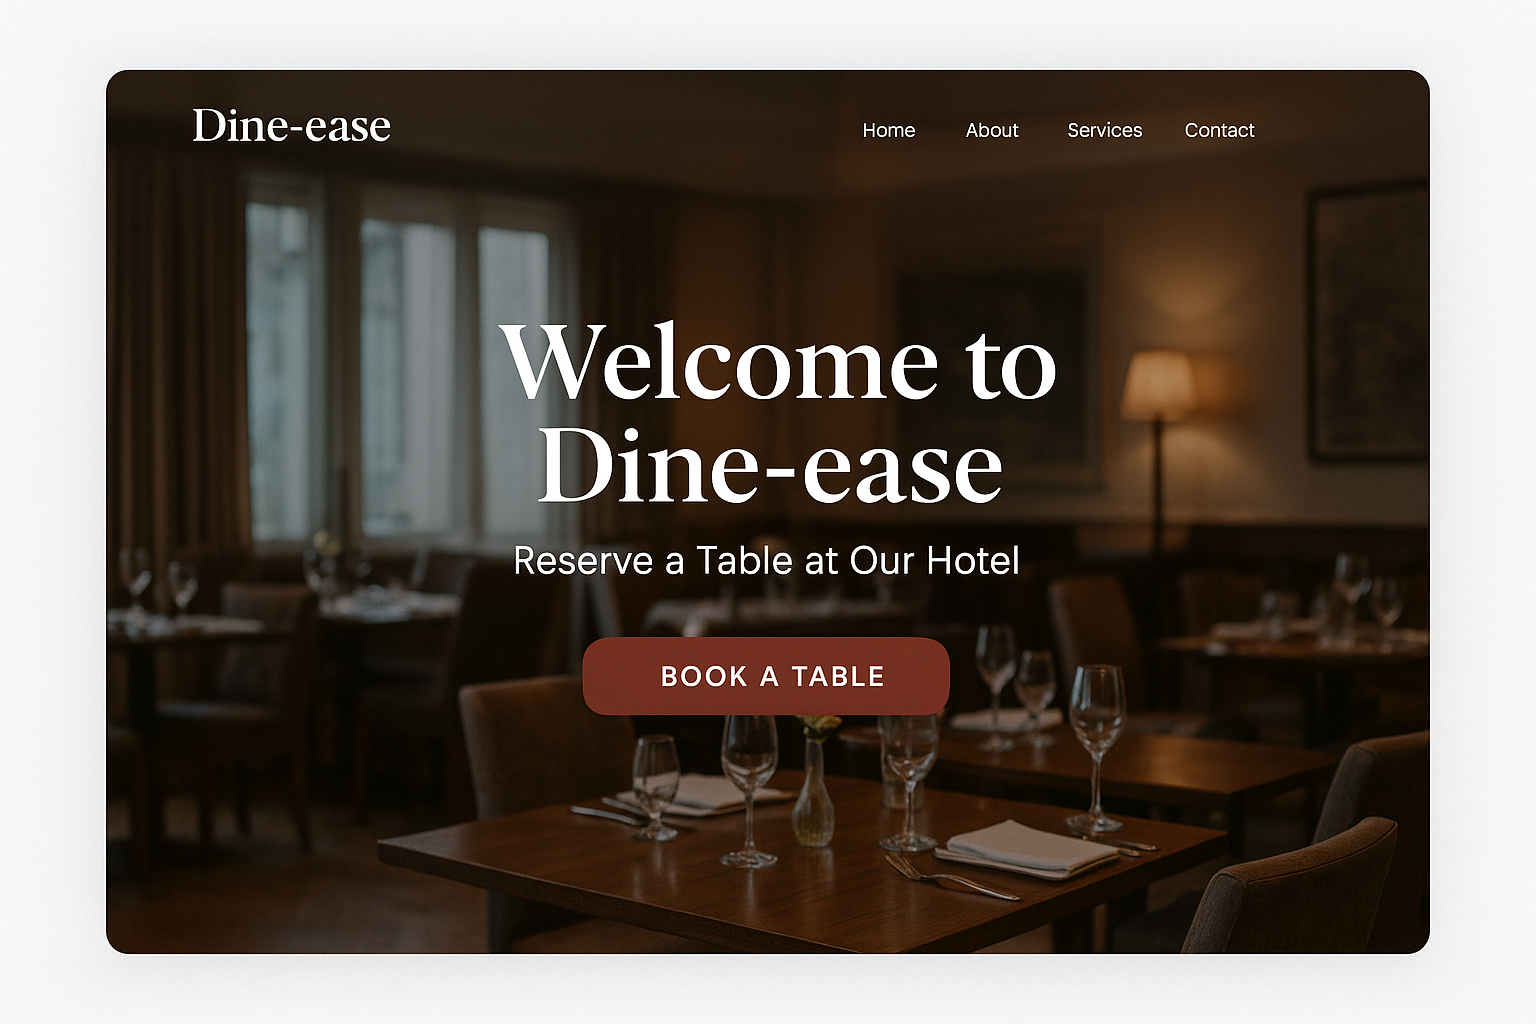 Dine-ease
Home About Services Contact
Welcome to
Dine-ease
Reserve a Table at Our Hotel
BOOK A TABLE